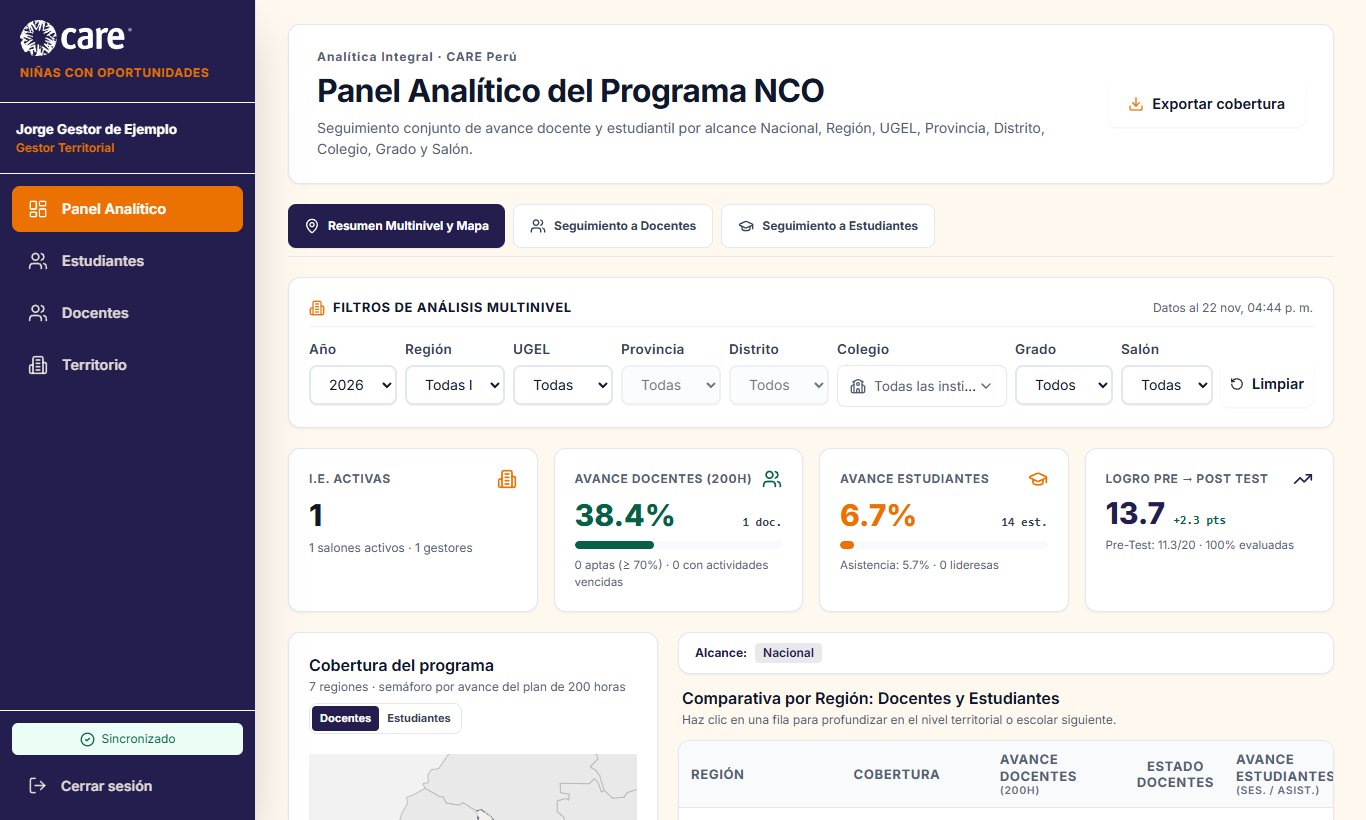 care
NIÑAS CON OPORTUNIDADES
Jorge Gestor de Ejemplo
Gestor Territorial
Panel Analítico
Estudiantes
Docentes
Territorio
Sincronizado
Cerrar sesión
Analítica Integral · CARE Perú
Panel Analítico del Programa NCO
Seguimiento conjunto de avance docente y estudiantil por alcance Nacional, Región, UGEL, Provincia, Distrito,
Colegio, Grado y Salón.
Exportar cobertura
Resumen Multinivel y Mapa
Seguimiento a Docentes
Seguimiento a Estudiantes
FILTROS DE ANÁLISIS MULTINIVEL
Datos al 22 nov, 04:44 p. m.
Año
Región
UGEL
Provincia
Distrito
Colegio
Grado
Salón
2026
Todas l
Todas
Todas
Todos
Todas las insti...
Todos
Todas
Limpiar
I.E. ACTIVAS
1
1 salones activos · 1 gestores
AVANCE DOCENTES (200H)
38.4%
1 doc.
0 aptas (≥ 70%) · 0 con actividades
vencidas
AVANCE ESTUDIANTES
6.7%
14 est.
Asistencia: 5.7% · 0 lideresas
LOGRO PRE → POST TEST
13.7 +2.3 pts
Pre-Test: 11.3/20 · 100% evaluadas
Cobertura del programa
7 regiones · semáforo por avance del plan de 200 horas
Docentes
Estudiantes
Alcance: Nacional
Comparativa por Región: Docentes y Estudiantes
Haz clic en una fila para profundizar en el nivel territorial o escolar siguiente.
REGIÓN
COBERTURA
AVANCE
DOCENTES
(200H)
ESTADO
DOCENTES
AVANCE
ESTUDIANTES
(SES. / ASIST.)